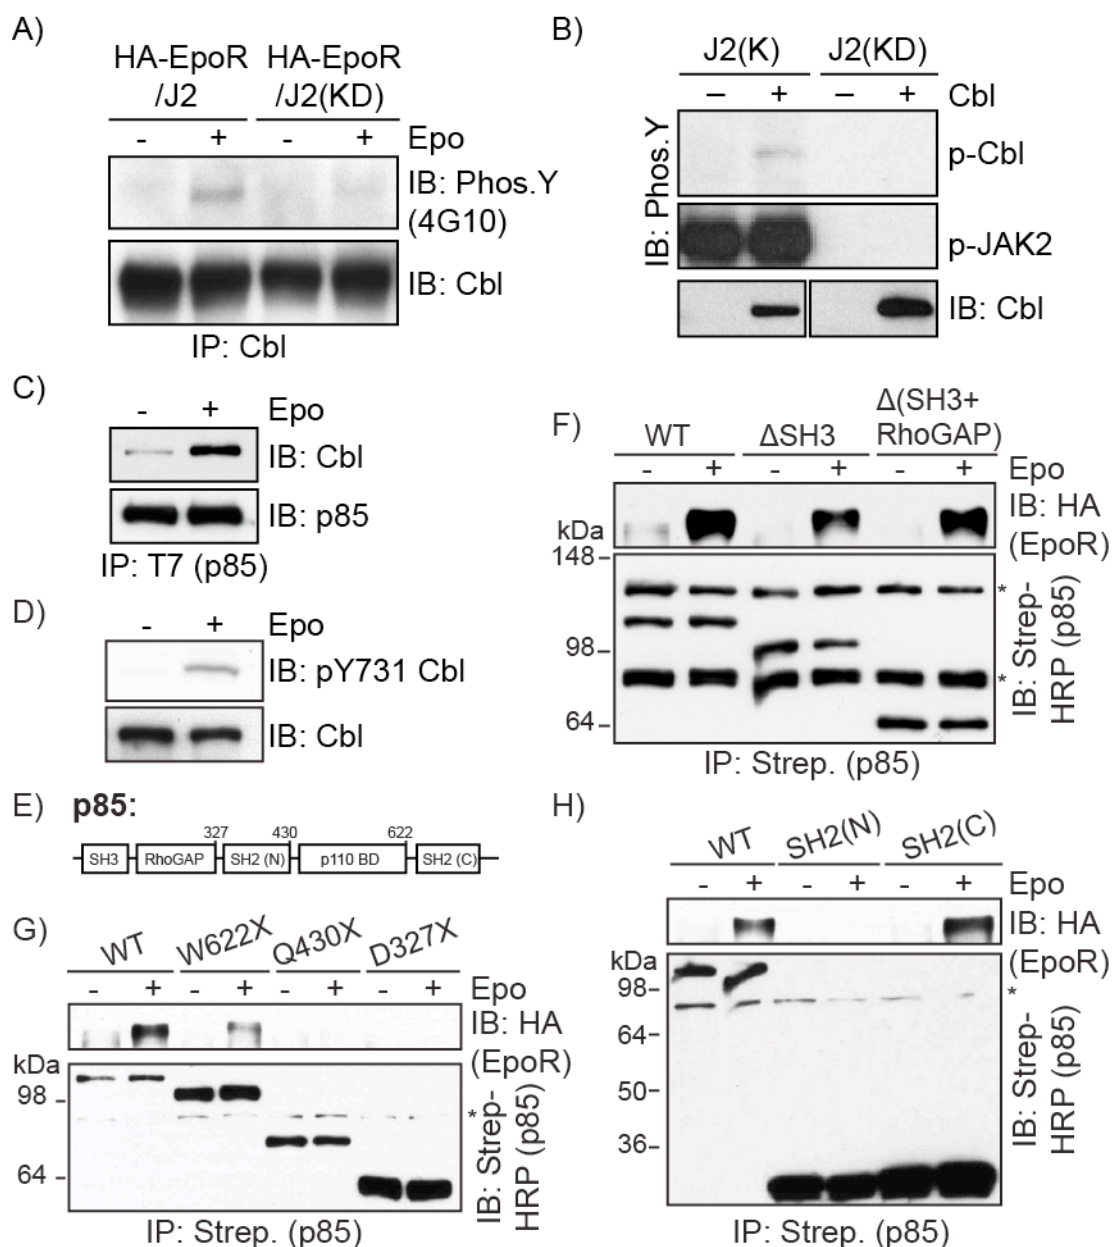 A)
HA-EpoR HA-EpoR
/J2 /J2(KD)
- + - + Epo
IB: Phos.Y
(4G10)
IB: Cbl
IP: Cbl
B)
J2(K) J2(KD)
– + – + Cbl
IB: Phos.Y
p-Cbl
p-JAK2
IB: Cbl
C)
- + Epo
IB: Cbl
IB: p85
IP: T7 (p85)
D)
- + Epo
IB: pY731 Cbl
IB: Cbl
E) p85:
327 430 622
SH3 RhoGAP SH2 (N) p110 BD SH2 (C)
F)
WT ΔSH3 Δ(SH3+
RhoGAP)
- + - + - + Epo
IB: HA
(EpoR)
kDa
148
98
64
*
*
IB: Strep-
HRP (p85)
IP: Strep. (p85)
G)
WT W622X Q430X D327X
- + - + - + - + Epo
IB: HA
(EpoR)
kDa
98
64
*
IB: Strep-
HRP (p85)
IP: Strep. (p85)
H)
WT SH2(N) SH2(C)
- + - + - + Epo
IB: HA
(EpoR)
kDa
98
64
50
36
*
IB: Strep-
HRP (p85)
IP: Strep. (p85)